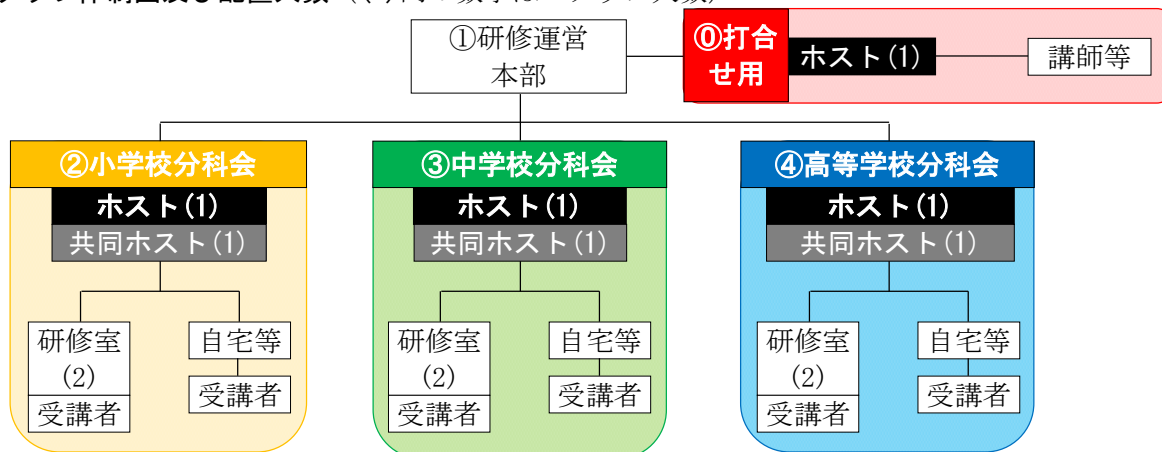 ①研修運営
本部
⓪打合
せ用
ホスト(1)
講師等
②小学校分科会
ホスト(1)
共同ホスト(1)
研修室
(2)
受講者
自宅等
受講者
③中学校分科会
ホスト(1)
共同ホスト(1)
研修室
(2)
受講者
自宅等
受講者
④高等学校分科会
ホスト(1)
共同ホスト(1)
研修室
(2)
受講者
自宅等
受講者